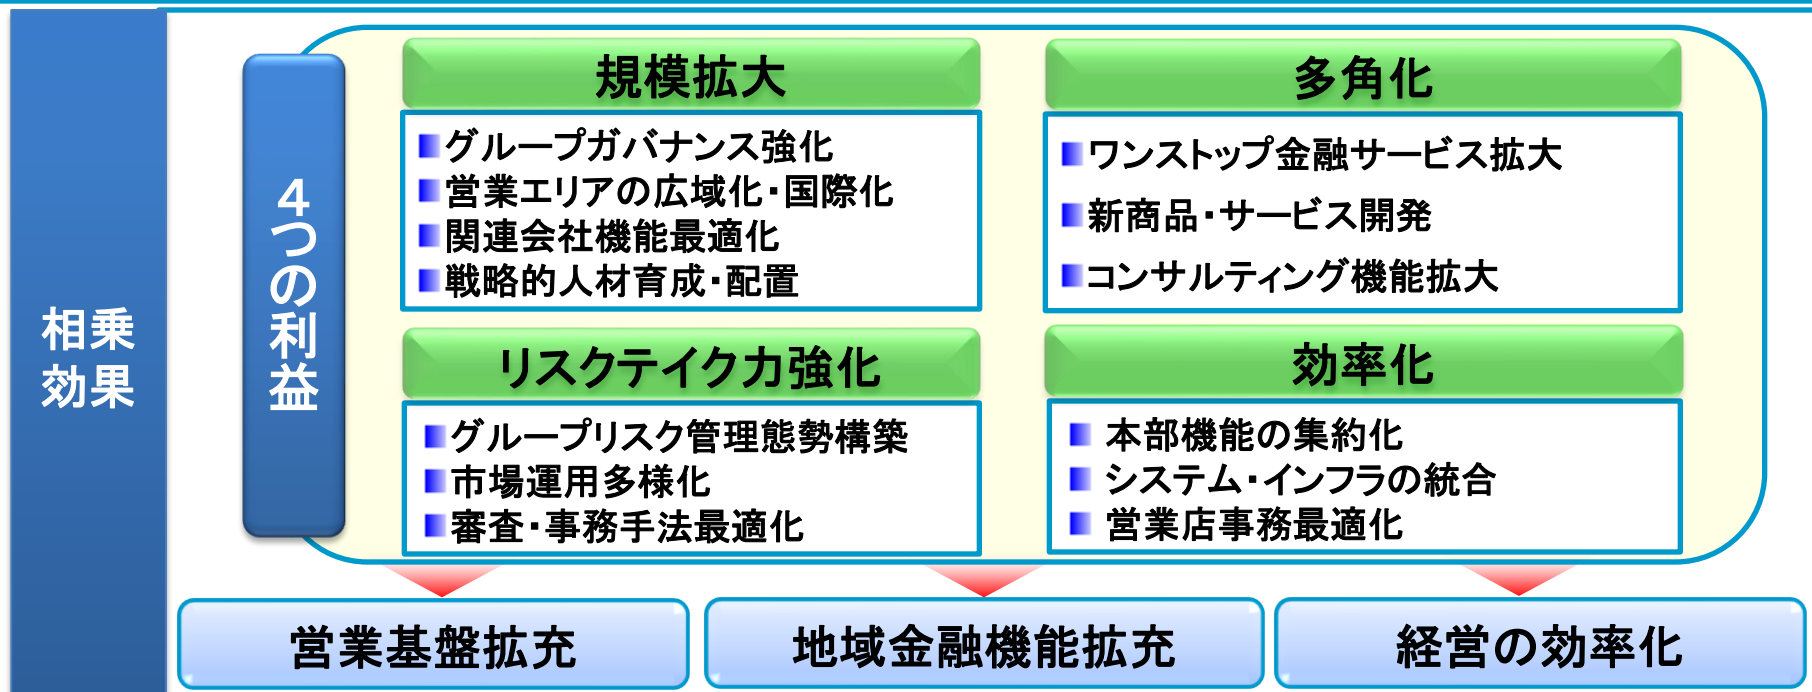 相乗
効果
4つの利益
規模拡大
グループガバナンス強化
営業エリアの広域化・国際化
関連会社機能最適化
戦略的人材育成・配置
多角化
ワンストップ金融サービス拡大
新商品・サービス開発
コンサルティング機能拡大
リスクテイク力強化
グループリスク管理態勢構築
市場運用多様化
審査・事務手法最適化
効率化
本部機能の集約化
システム・インフラの統合
営業店事務最適化
営業基盤拡充
地域金融機能拡充
経営の効率化